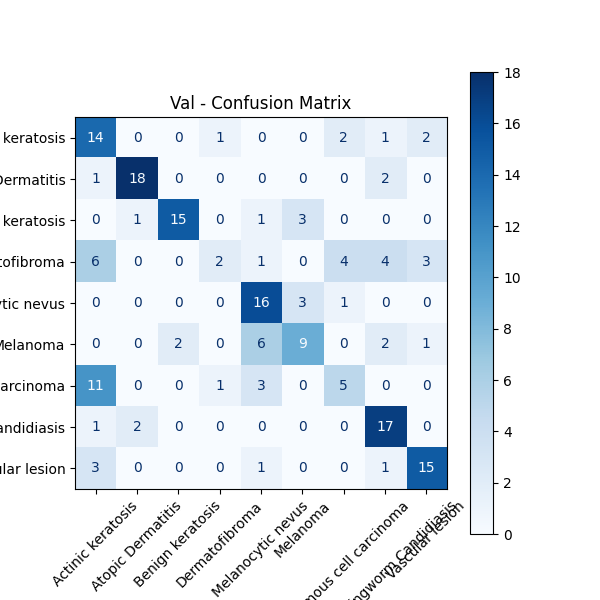 Val - Confusion Matrix
keratosis 14 0 0 1 0 0 2 1 2
Dermatitis 1 18 0 0 0 0 0 2 0
keratosis 0 1 15 0 1 3 0 0 0
tofibroma 6 0 0 2 1 0 4 4 3
ytic nevus 0 0 0 0 16 3 1 0 0
Melanoma 0 0 2 0 6 9 0 2 1
arcinoma 11 0 0 1 3 0 5 0 0
andidiasis 1 2 0 0 0 0 0 17 0
ular lesion 3 0 0 0 1 0 0 1 15
Actinic keratosis
Atopic Dermatitis
Benign keratosis
Dermatofibroma
Melanocytic nevus
Melanoma
mous cell carcinoma
ingworm Candidiasis
Vascular lesion
18
16
14
12
10
8
6
4
2
0